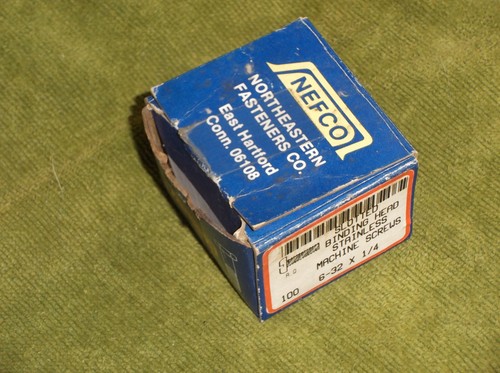 NEFCO
NORTHEASTERN
FASTENERS CO.
East Hartford
Conn. 06108
SLOTTED
BINDING HEAD
STAINLESS
MACHINE SCREWS
6-32 X 1/4
100